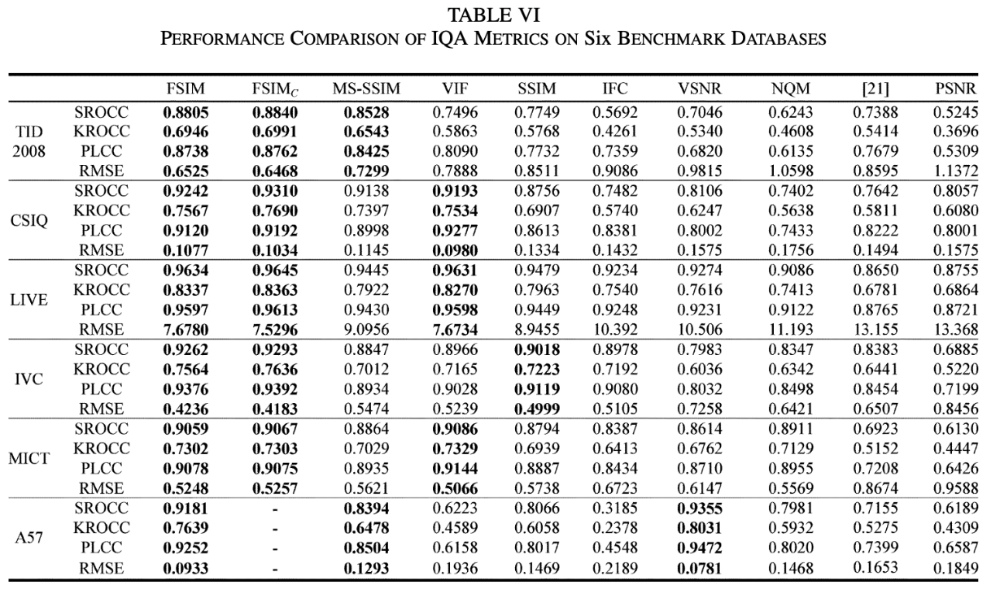 TABLE VI
PERFORMANCE COMPARISON OF IQA METRICS ON Six BENCHMARK DATABASES
FSIM FSIMC MS-SSIM VIF SSIM IFC VSNR NQM [21] PSNR
TID 2008
SROCC 0.8805 0.8840 0.8528 0.7496 0.7749 0.5692 0.7046 0.6243 0.7388 0.5245
KROCC 0.6946 0.6991 0.6543 0.5863 0.5768 0.4261 0.5340 0.4608 0.5414 0.3696
PLCC 0.8738 0.8762 0.8425 0.8090 0.7732 0.7359 0.6820 0.6135 0.7679 0.5309
RMSE 0.6525 0.6468 0.7299 0.7888 0.8511 0.9086 0.9815 1.0598 0.8595 1.1372
CSIQ
SROCC 0.9242 0.9310 0.9138 0.9193 0.8756 0.7482 0.8106 0.7402 0.7642 0.8057
KROCC 0.7567 0.7690 0.7397 0.7534 0.6907 0.5740 0.6247 0.5638 0.5811 0.6080
PLCC 0.9120 0.9192 0.8998 0.9277 0.8613 0.8381 0.8002 0.7433 0.8222 0.8001
RMSE 0.1077 0.1034 0.1145 0.0980 0.1334 0.1432 0.1575 0.1756 0.1494 0.1575
LIVE
SROCC 0.9634 0.9645 0.9445 0.9631 0.9479 0.9234 0.9274 0.9086 0.8650 0.8755
KROCC 0.8337 0.8363 0.7922 0.8270 0.7963 0.7540 0.7616 0.7413 0.6781 0.6864
PLCC 0.9597 0.9613 0.9430 0.9598 0.9449 0.9248 0.9231 0.9122 0.8765 0.8721
RMSE 7.6780 7.5296 9.0956 7.6734 8.9455 10.392 10.506 11.193 13.155 13.368
IVC
SROCC 0.9262 0.9293 0.8847 0.8966 0.9018 0.8978 0.7983 0.8347 0.8383 0.6885
KROCC 0.7564 0.7636 0.7012 0.7165 0.7223 0.7192 0.6036 0.6342 0.6441 0.5220
PLCC 0.9376 0.9392 0.8934 0.9028 0.9119 0.9080 0.8032 0.8498 0.8454 0.7199
RMSE 0.4236 0.4183 0.5474 0.5239 0.4999 0.5105 0.7258 0.6421 0.6507 0.8456
MICT
SROCC 0.9059 0.9067 0.8864 0.9086 0.8794 0.8387 0.8614 0.8911 0.6923 0.6130
KROCC 0.7302 0.7303 0.7029 0.7329 0.6939 0.6413 0.6762 0.7129 0.5152 0.4447
PLCC 0.9078 0.9075 0.8935 0.9144 0.8887 0.8434 0.8710 0.8955 0.7208 0.6426
RMSE 0.5248 0.5257 0.5621 0.5066 0.5738 0.6723 0.6147 0.5569 0.8674 0.9588
A57
SROCC 0.9181 - 0.8394 0.6223 0.8066 0.3185 0.9355 0.7981 0.7155 0.6189
KROCC 0.7639 - 0.6478 0.4589 0.6058 0.2378 0.8031 0.5932 0.5275 0.4309
PLCC 0.9252 - 0.8504 0.6158 0.8017 0.4548 0.9472 0.8020 0.7399 0.6587
RMSE 0.0933 - 0.1293 0.1936 0.1469 0.2189 0.0781 0.1468 0.1653 0.1849